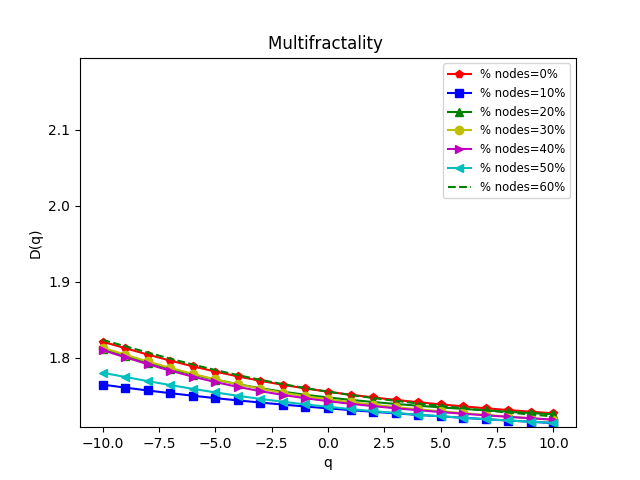 Multifractality
% nodes=0%
% nodes=10%
% nodes=20%
% nodes=30%
% nodes=40%
% nodes=50%
% nodes=60%
D(q)
2.1
2.0
1.9
1.8
−10.0 −7.5 −5.0 −2.5 0.0 2.5 5.0 7.5 10.0
q